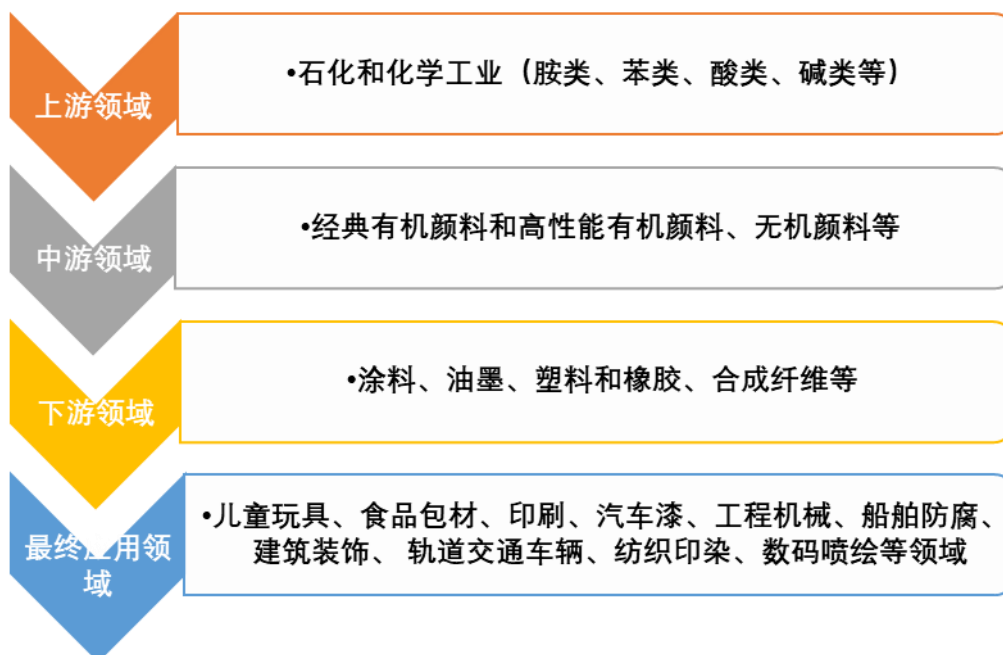 •石化和化学工业（胺类、苯类、酸类、碱类等）
上游领域
•经典有机颜料和高性能有机颜料、无机颜料等
中游领域
•涂料、油墨、塑料和橡胶、合成纤维等
下游领域
•儿童玩具、食品包材、印刷、汽车漆、工程机械、船舶防腐、
建筑装饰、 轨道交通车辆、纺织印染、数码喷绘等领域
最终应用领
域